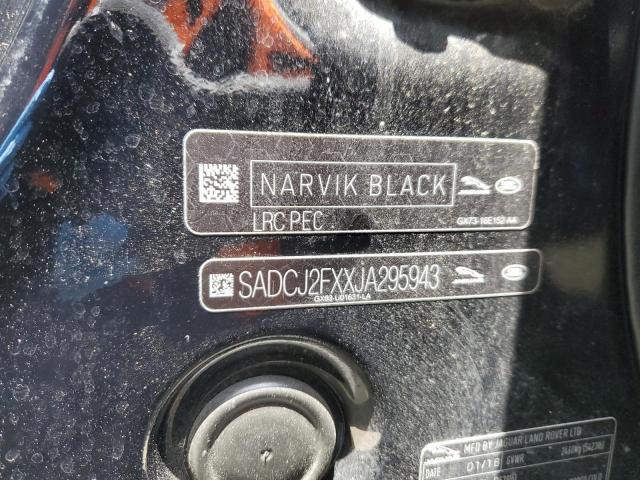 NARVIK BLACK
LRC PEC
GX73-16E152 AA
SADCJ2FXXJA295943
GX63-U01631-LA
MFD BY JAGUAR LAND ROVER LTD
DATE 01/18 GVWR